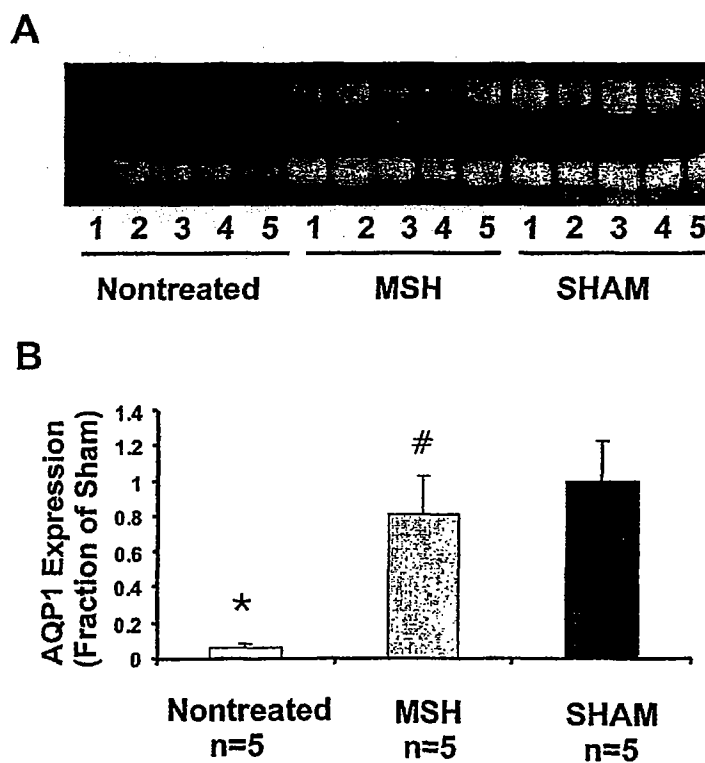 A
1 2 3 4 5 1 2 3 4 5 1 2 3 4 5
Nontreated MSH SHAM
B
AQP1 Expression
(Fraction of Sham)
1.4
1.2
1
0.8
0.6
0.4
0.2
0
*
#
Nontreated MSH SHAM
n=5 n=5 n=5